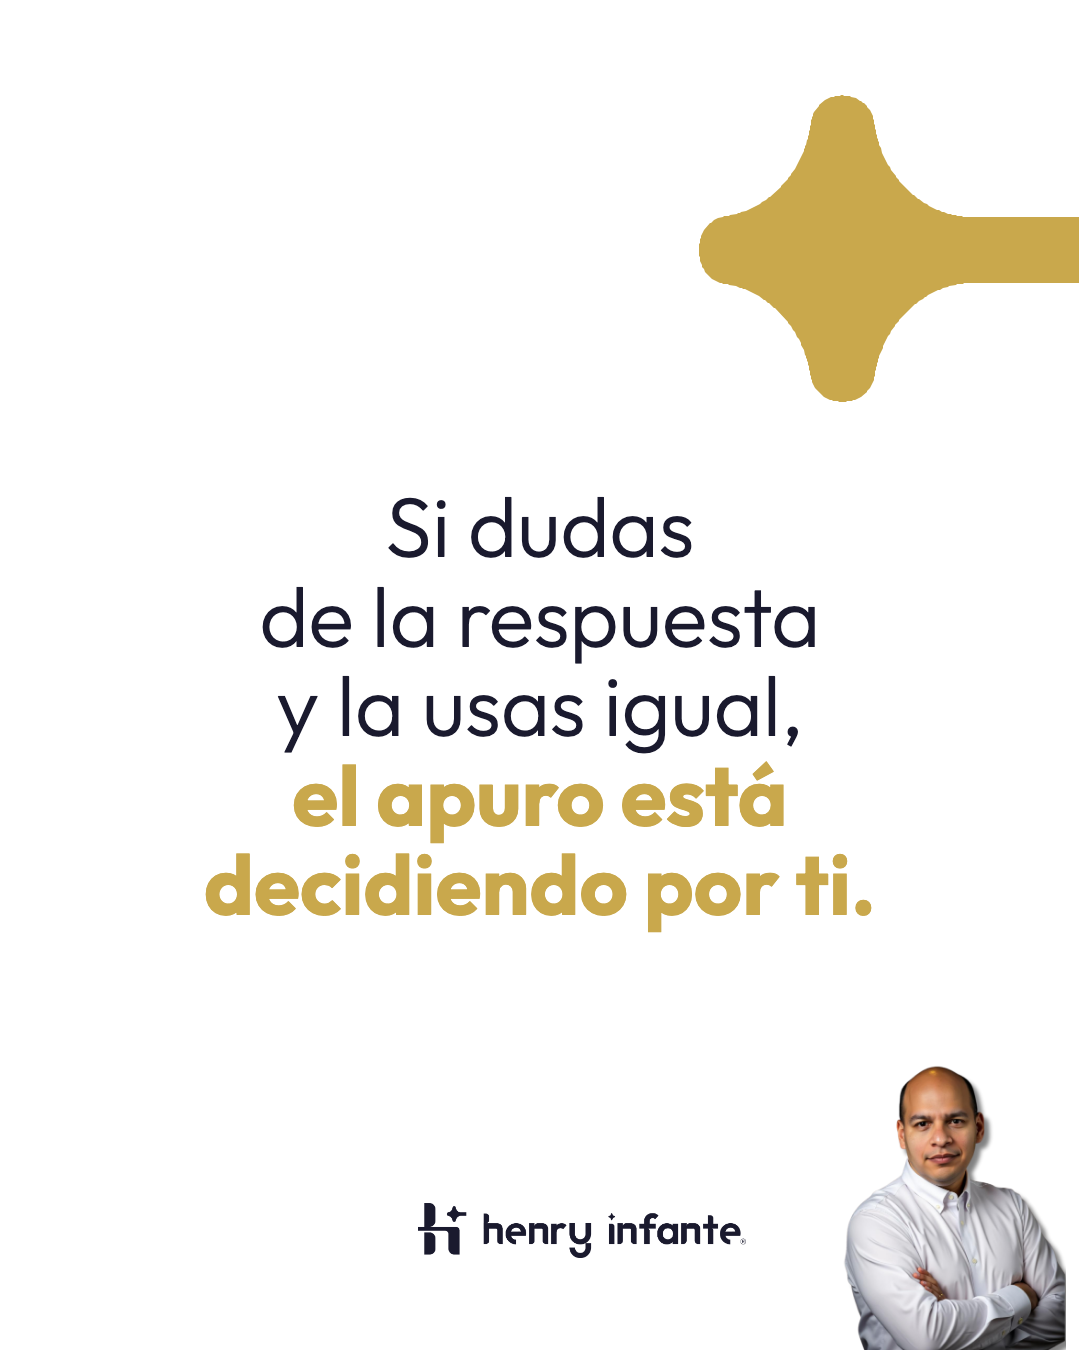 Si dudas
de la respuesta
y la usas igual,
el apuro está
decidiendo por ti.
henry infante®